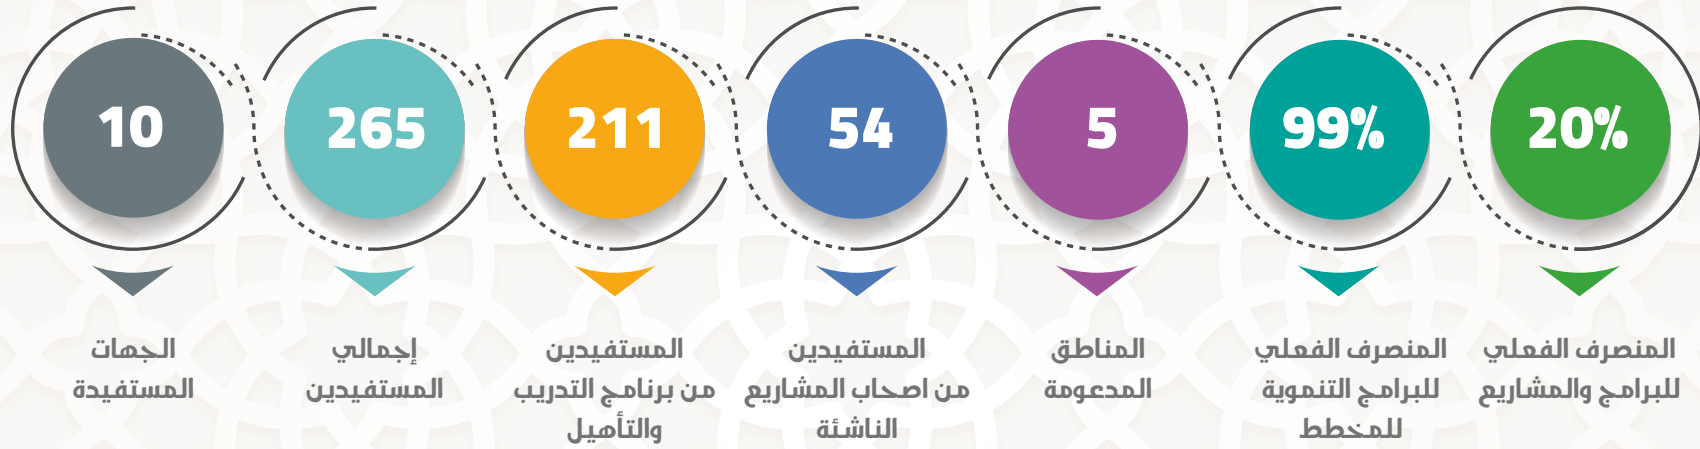 20%
المنصرف الفعلي
للبرامج والمشاريع
99%
المنصرف الفعلي
للبرامج التنموية
للمخطط
5
المناطق
المدعومة
54
المستفيدين
من اصحاب المشاريع
الناشئة
211
المستفيدين
من برنامج التدريب
والتأهيل
265
إجمالي
المستفيدين
10
الجهات
المستفيدة